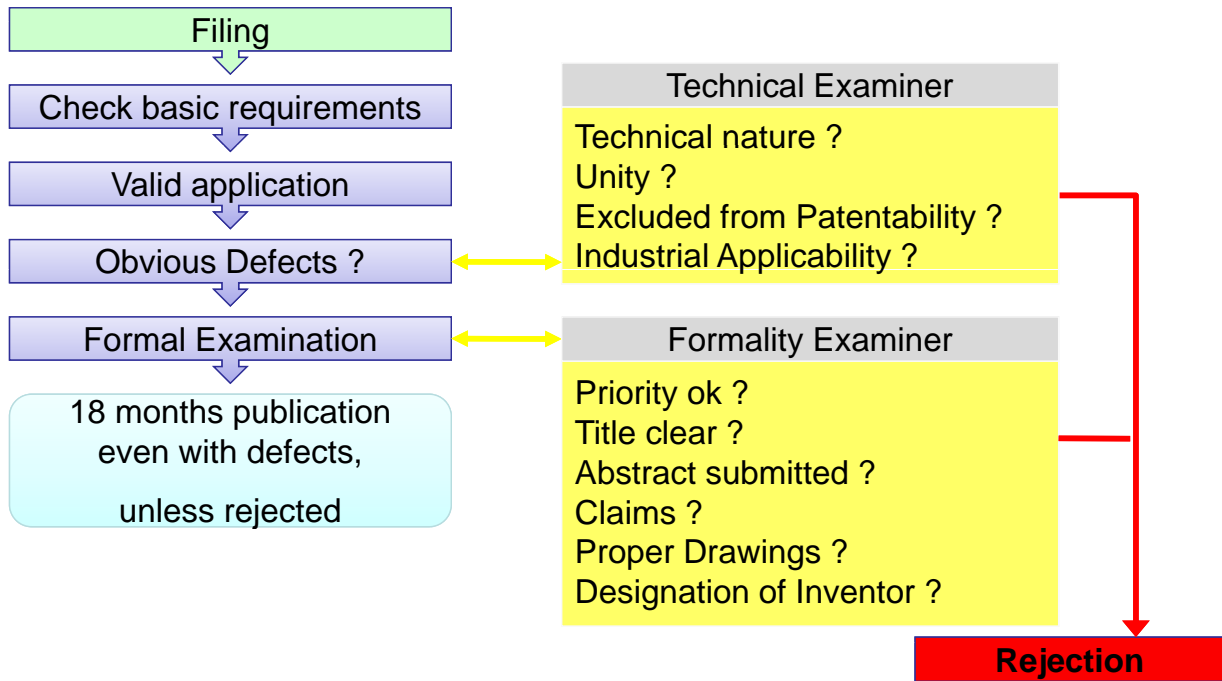 Filing
Check basic requirements
Valid application
Obvious Defects ?
Formal Examination
18 months publication
even with defects,
unless rejected
Technical Examiner
Technical nature ?
Unity ?
Excluded from Patentability ?
Industrial Applicability ?
Formality Examiner
Priority ok ?
Title clear ?
Abstract submitted ?
Claims ?
Proper Drawings ?
Designation of Inventor ?
Rejection